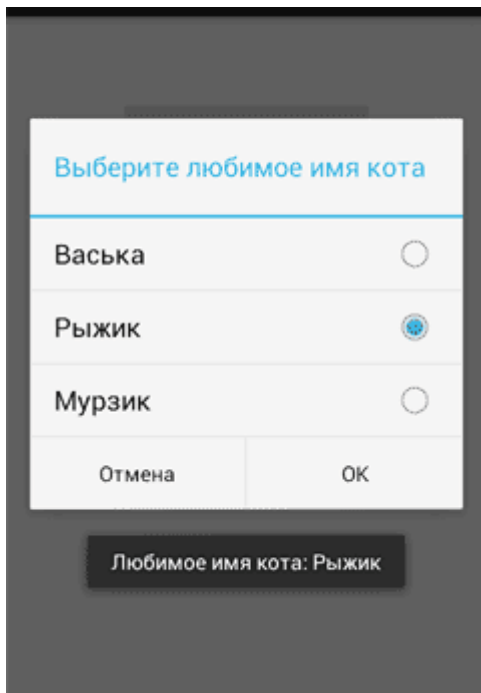 Выберите любимое имя кота
Васька
Рыжик
Мурзик
Отмена OK
Любимое имя кота: Рыжик